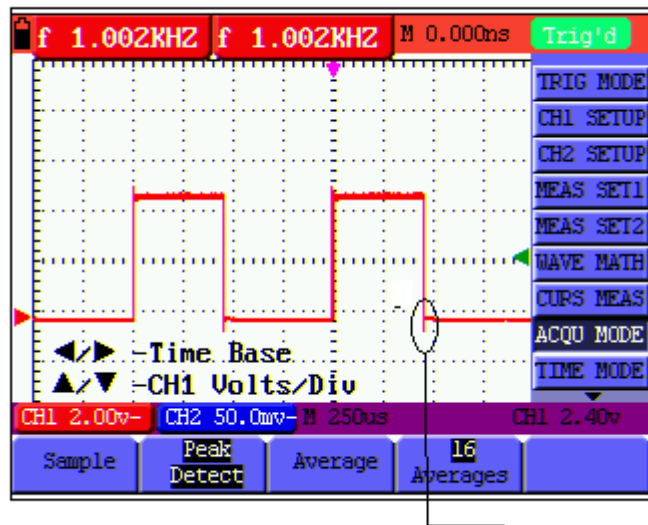 f 1.002KHZ f 1.002KHZ M 0.000ns Trig'd
TRIG MODE
CH1 SETUP
CH2 SETUP
MEAS SET1
MEAS SET2
WAVE MATH
CURS MEAS
ACQU MODE
TIME MODE
◄/► -Time Base
▲/▼ -CH1 Volts/Div
CH1 2.00v- CH2 50.0mv- M 250us CH1 2.40v
Sample Peak Detect Average 16 Averages